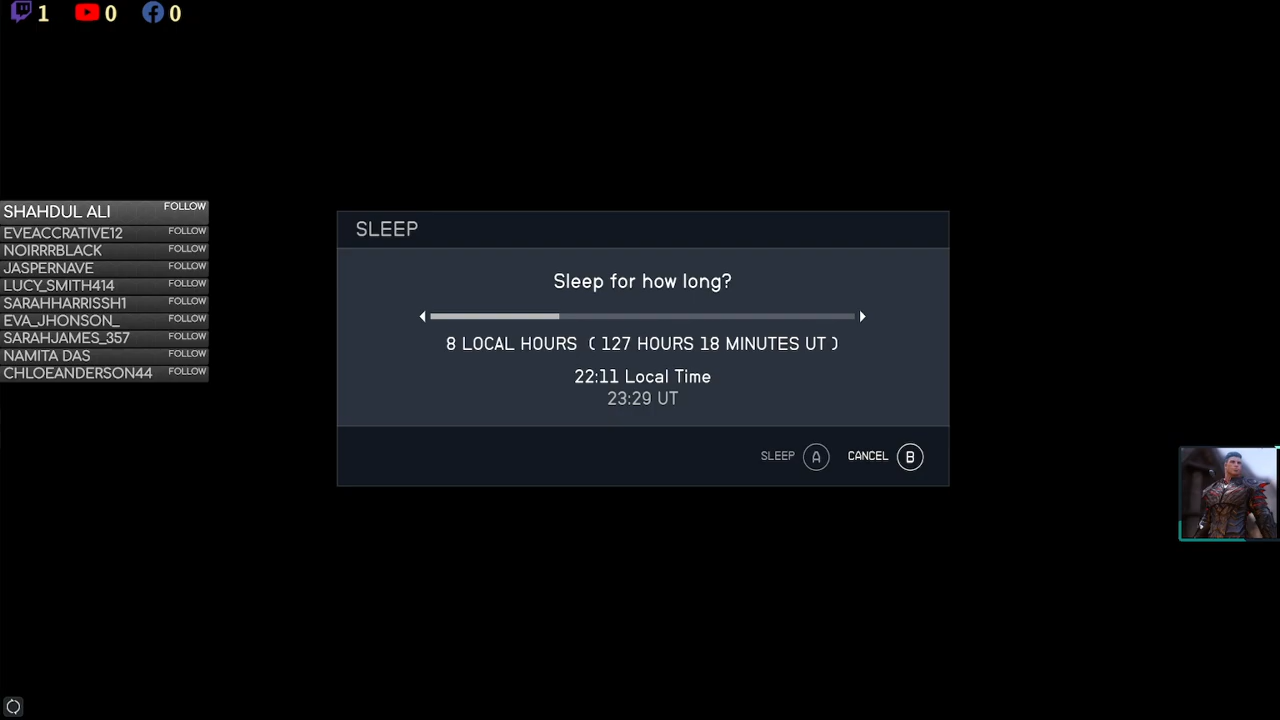 1 0 0
SHAHDUL ALI FOLLOW
EVEACCRATIVE12 FOLLOW
NOIRRRBLACK FOLLOW
JASPERNAVE FOLLOW
LUCY_SMITH414 FOLLOW
SARAHHARRISSH1 FOLLOW
EVA_JHONSON_ FOLLOW
SARAHJAMES_357 FOLLOW
NAMITA DAS FOLLOW
CHLOEANDERSON44 FOLLOW
SLEEP
Sleep for how long?
8 LOCAL HOURS ( 127 HOURS 18 MINUTES UT )
22:11 Local Time
23:29 UT
SLEEP A CANCEL B